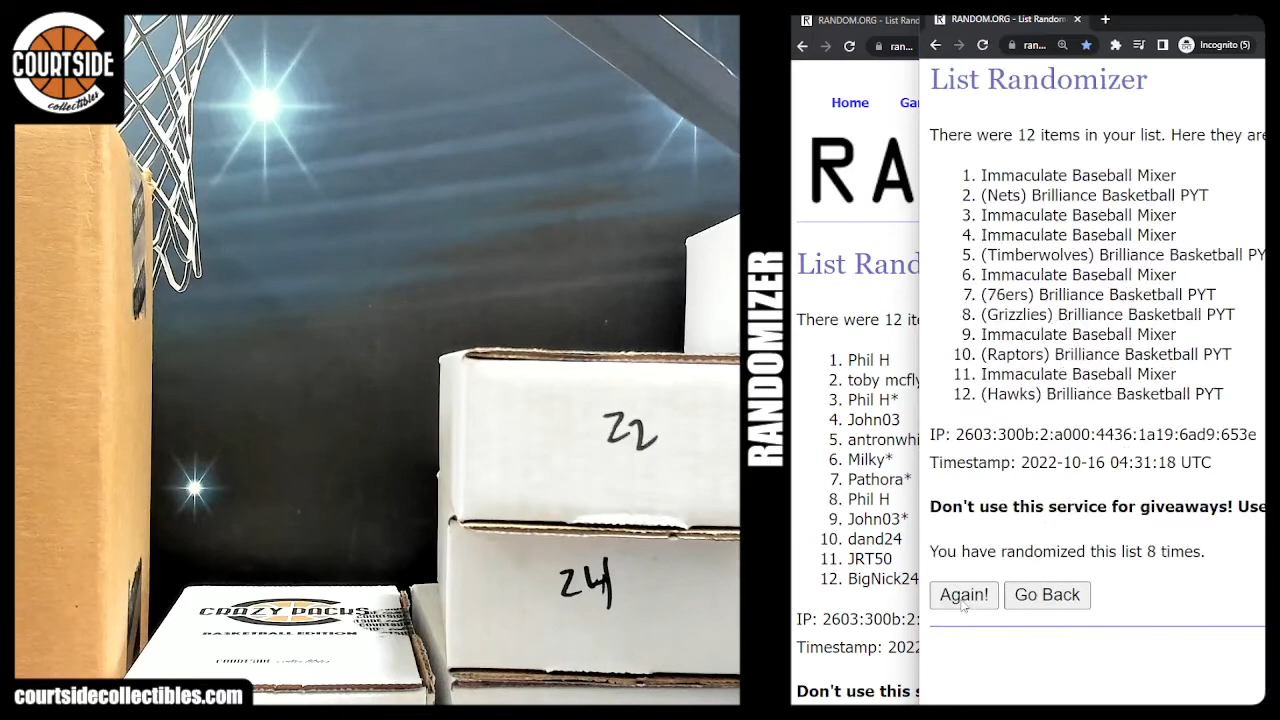 COURTSIDE
collectibles
22
24
CRAZY PACKS
BASKETBALL EDITION
courtsidecollectibles.com
RANDOMIZER
RANDOM.ORG - List Ran
ran...
Home
Ga
RA
List Rand
There were 12 ite
1. Phil H
2. toby mcfly
3. Phil H*
4. John03
5. antronwhi
6. Milky*
7. Pathora*
8. Phil H
9. John03*
10. dand24
11. JRT50
12. BigNick24
IP: 2603:300b:2:
Timestamp: 2022
Don't use this s
RANDOM.ORG - List Random
ran...
Incognito (5)
List Randomizer
There were 12 items in your list. Here they are
1. Immaculate Baseball Mixer
2. (Nets) Brilliance Basketball PYT
3. Immaculate Baseball Mixer
4. Immaculate Baseball Mixer
5. (Timberwolves) Brilliance Basketball PY
6. Immaculate Baseball Mixer
7. (76ers) Brilliance Basketball PYT
8. (Grizzlies) Brilliance Basketball PYT
9. Immaculate Baseball Mixer
10. (Raptors) Brilliance Basketball PYT
11. Immaculate Baseball Mixer
12. (Hawks) Brilliance Basketball PYT
IP: 2603:300b:2:a000:4436:1a19:6ad9:653e
Timestamp: 2022-10-16 04:31:18 UTC
Don't use this service for giveaways! Use
You have randomized this list 8 times.
Again!
Go Back